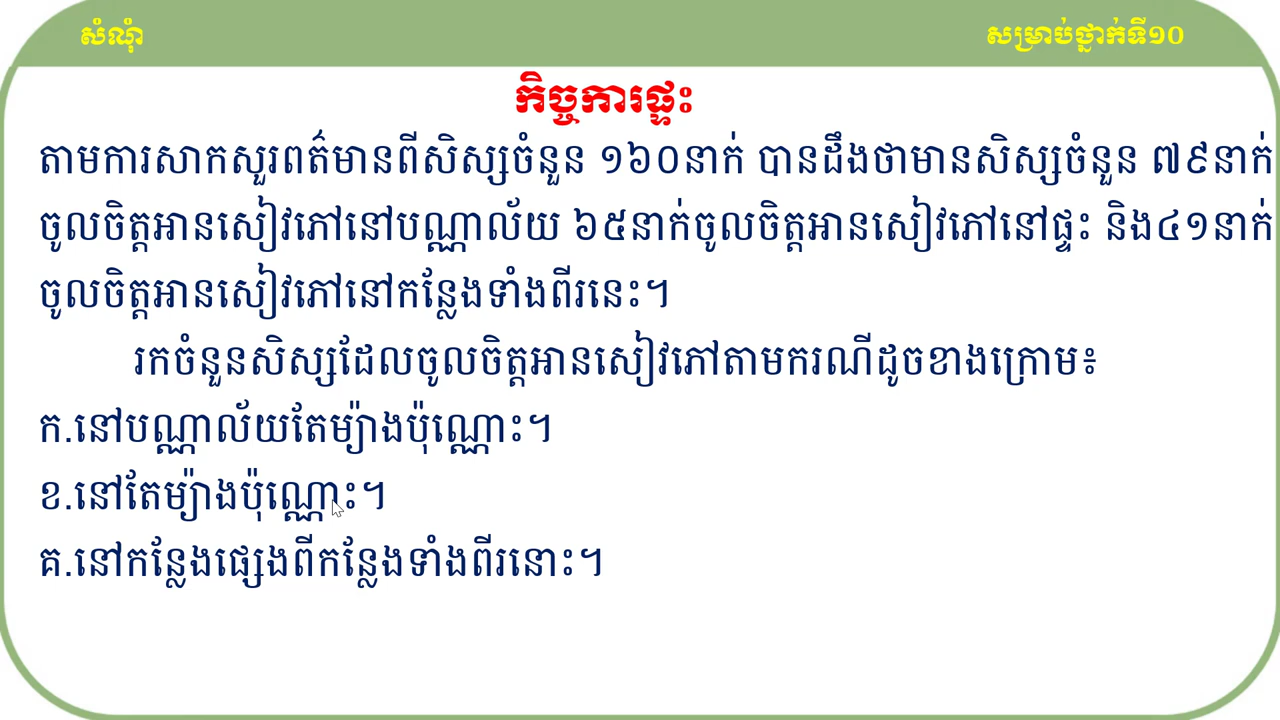 សំណុំ
សម្រាប់ថ្នាក់ទី១០
កិច្ចការផ្ទះ
តាមការសាកសួរពត៌មានពីសិស្សចំនួន ១៦០នាក់ បានដឹងថាមានសិស្សចំនួន ៧៩នាក់
ចូលចិត្តអានសៀវភៅនៅបណ្ណាល័យ ៦៥នាក់ចូលចិត្តអានសៀវភៅនៅផ្ទះ និង៤១នាក់
ចូលចិត្តអានសៀវភៅនៅកន្លែងទាំងពីរនេះ។
រកចំនួនសិស្សដែលចូលចិត្តអានសៀវភៅតាមករណីដូចខាងក្រោម៖
ក.នៅបណ្ណាល័យតែម្យ៉ាងប៉ុណ្ណោះ។
ខ.នៅតែម្យ៉ាងប៉ុណ្ណោះ។
គ.នៅកន្លែងផ្សេងពីកន្លែងទាំងពីរនោះ។